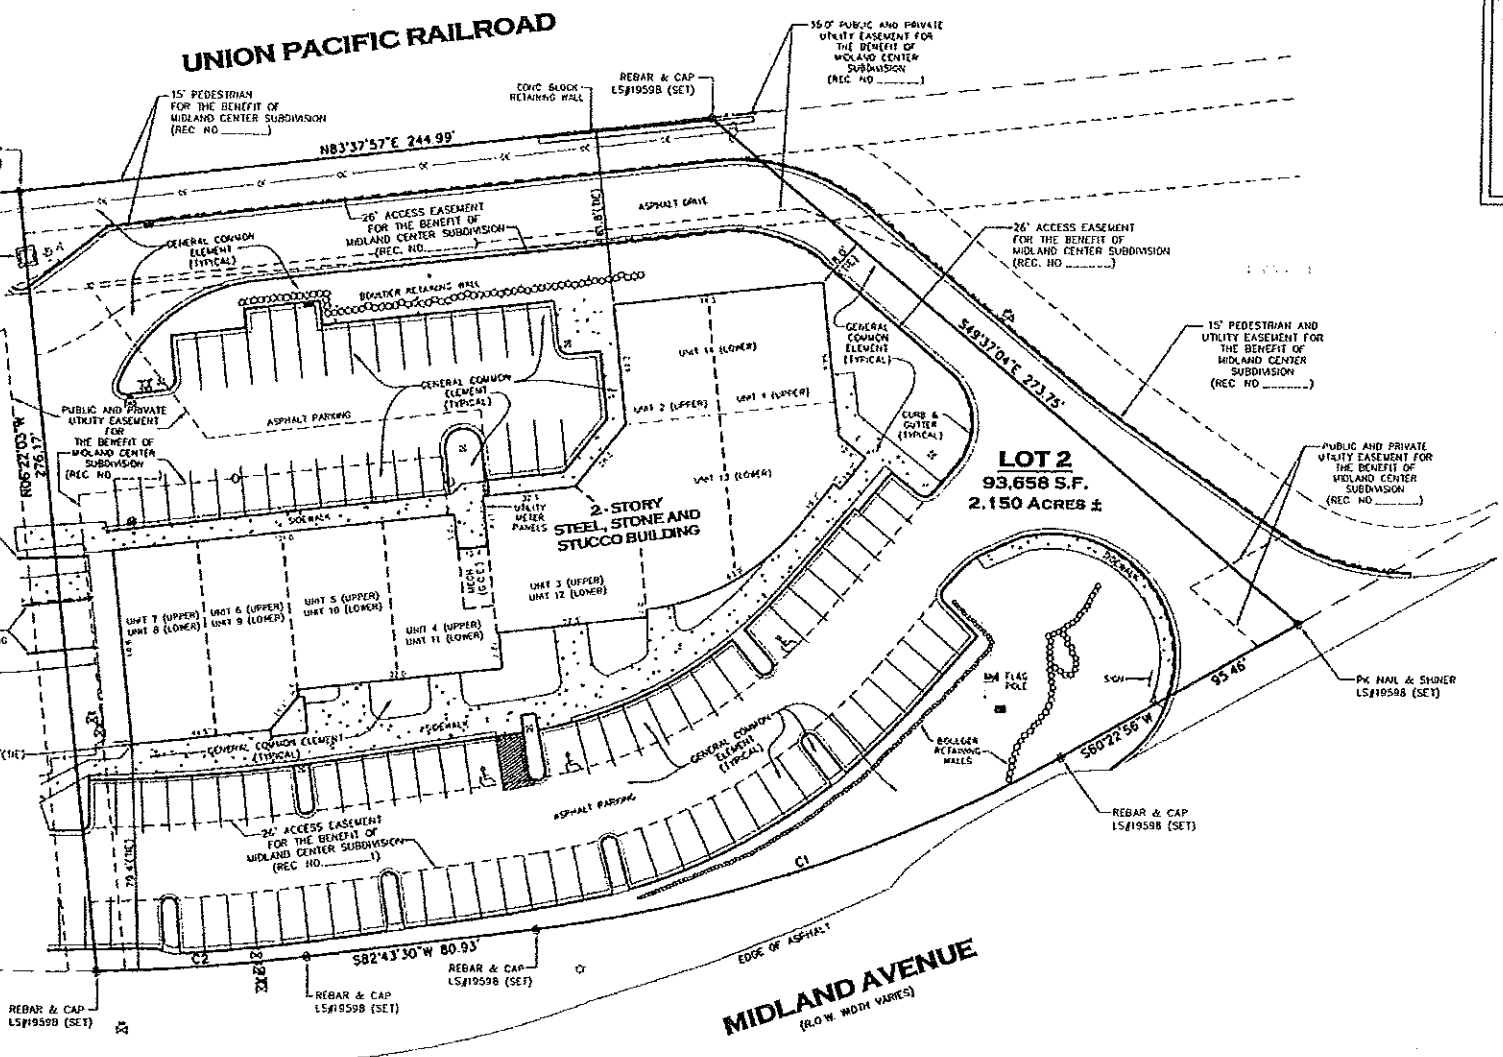 UNION PACIFIC RAILROAD
36.0' PUBLIC AND PRIVATE
UTILITY EASEMENT FOR
THE BENEFIT OF
MIDLAND CENTER
SUBDIVISION
(REC. NO. ______)
REBAR & CAP
LS#19598 (SET)
CONC BLOCK
RETAINING WALL
15' PEDESTRIAN
FOR THE BENEFIT OF
MIDLAND CENTER SUBDIVISION
(REC NO ______)
N83°37'57"E 244.99'
26' ACCESS EASEMENT
FOR THE BENEFIT OF
MIDLAND CENTER SUBDIVISION
(REC. NO. ______)
ASPHALT DRIVE
GENERAL COMMON
ELEMENT
(TYPICAL)
26' ACCESS EASEMENT
FOR THE BENEFIT OF
MIDLAND CENTER SUBDIVISION
(REC. NO ______)
BOULDER RETAINING WALL
GENERAL
COMMON
ELEMENT
(TYPICAL)
S49°37'04"E 273.75'
15' PEDESTRIAN AND
UTILITY EASEMENT FOR
THE BENEFIT OF
MIDLAND CENTER
SUBDIVISION
(REC NO ______)
UNIT 14 (LOWER)
UNIT 2 (UPPER)
UNIT 1 (UPPER)
UNIT 13 (LOWER)
CURB &
GUTTER
(TYPICAL)
GENERAL COMMON
ELEMENT
(TYPICAL)
ASPHALT PARKING
PUBLIC AND PRIVATE
UTILITY EASEMENT
FOR
THE BENEFIT OF
MIDLAND CENTER
SUBDIVISION
(REC NO ______)
N06°22'03"W
276.17'
LOT 2
93,658 S.F.
2.150 ACRES ±
PUBLIC AND PRIVATE
UTILITY EASEMENT FOR
THE BENEFIT OF
MIDLAND CENTER
SUBDIVISION
(REC NO ______)
SIDEWALK
UTILITY
METER
PANELS
2-STORY
STEEL, STONE AND
STUCCO BUILDING
MECH
(G.C.E.)
UNIT 3 (UPPER)
UNIT 12 (LOWER)
UNIT 7 (UPPER)
UNIT 8 (LOWER)
UNIT 6 (UPPER)
UNIT 9 (LOWER)
UNIT 5 (UPPER)
UNIT 10 (LOWER)
UNIT 4 (UPPER)
UNIT 11 (LOWER)
SIDEWALK
FLAG
POLE
SIGN
95.46'
S60°22'56"W
PK NAIL & SHINER
LS#19598 (SET)
BOULDER
RETAINING
WALLS
GENERAL COMMON ELEMENT
(TYPICAL)
SIDEWALK
GENERAL COMMON
ELEMENT
(TYPICAL)
ASPHALT PARKING
REBAR & CAP
LS#19598 (SET)
26' ACCESS EASEMENT
FOR THE BENEFIT OF
MIDLAND CENTER SUBDIVISION
(REC NO. ______)
79.4'(TIE)
C1
C2
S82°43'30"W 80.93'
EDGE OF ASPHALT
REBAR & CAP
LS#19598 (SET)
REBAR & CAP
LS#19598 (SET)
REBAR & CAP
LS#19598 (SET)
MIDLAND AVENUE
(R.O.W. WIDTH VARIES)